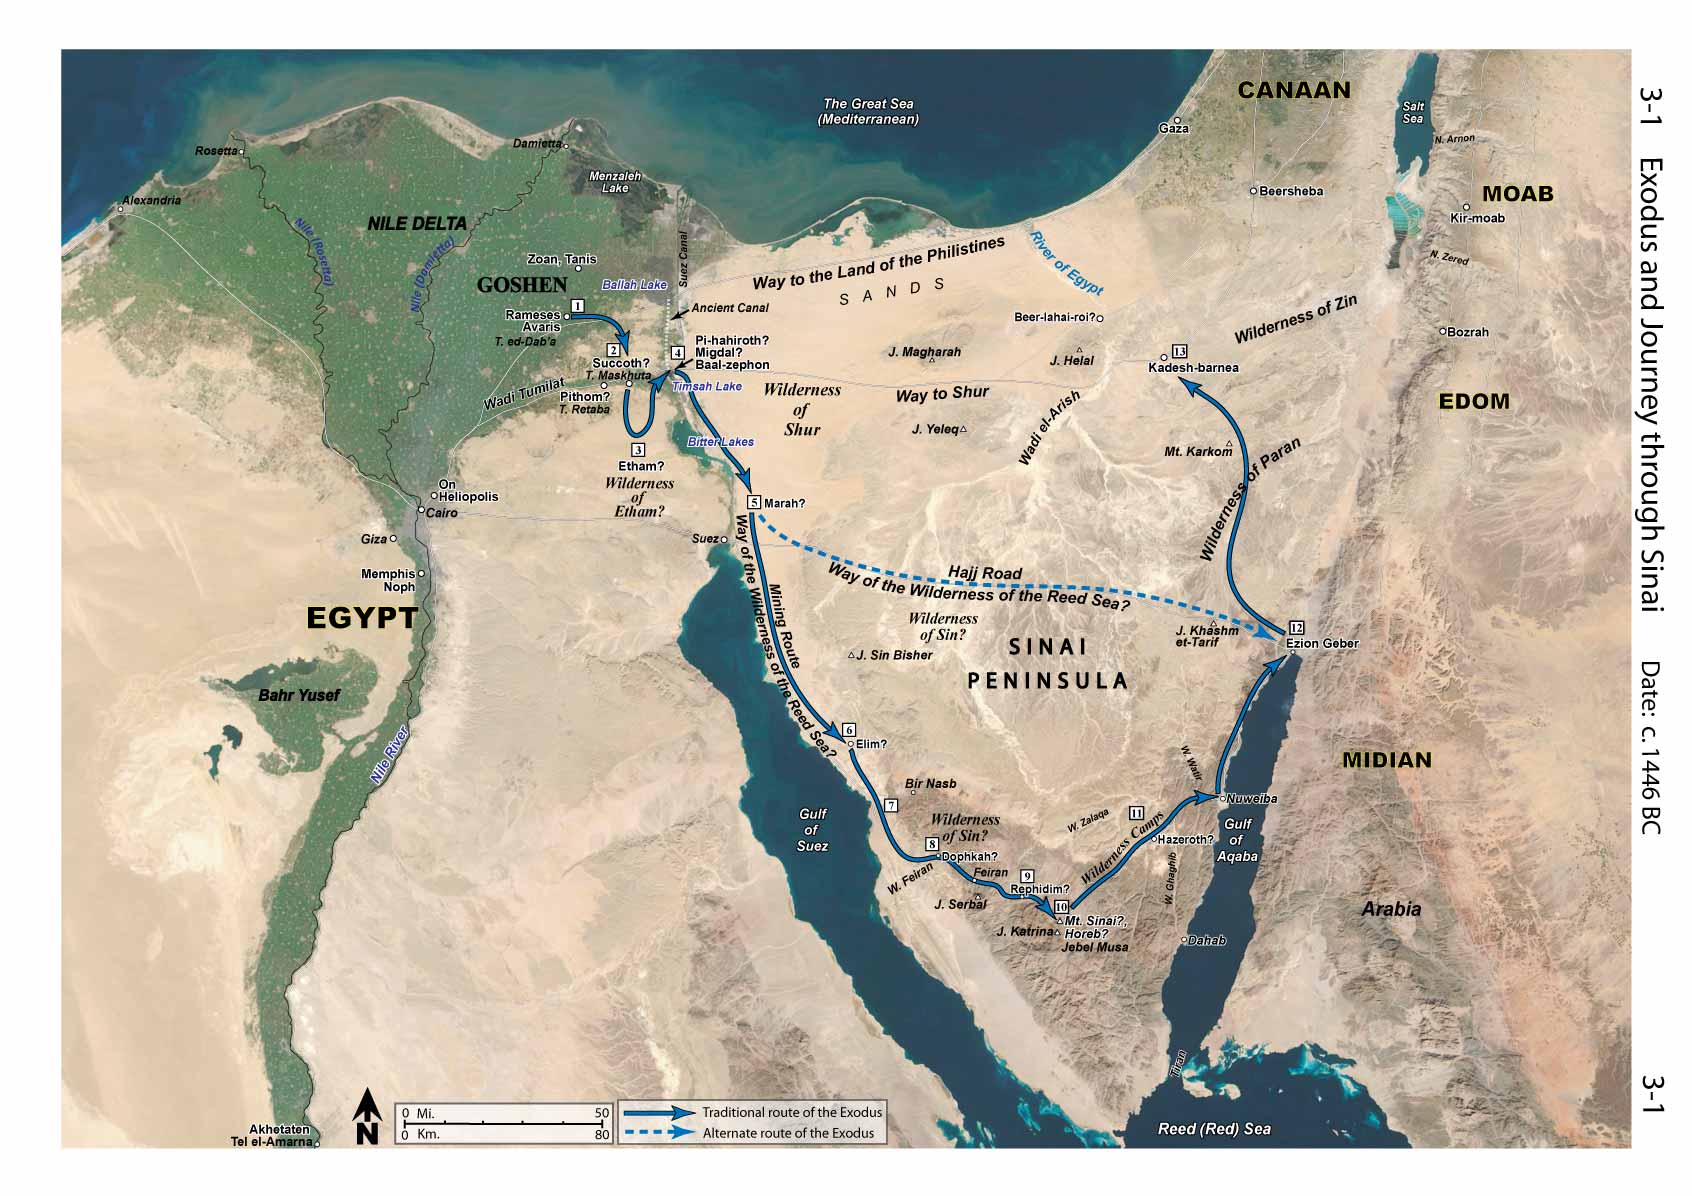 3-1 Exodus and Journey through Sinai Date: c. 1446 BC 3-1
The Great Sea
(Mediterranean)
CANAAN
Salt
Sea
Gaza
N. Arnon
Rosetta
Damietta
Menzaleh
Lake
Beersheba
MOAB
Kir-moab
Alexandria
NILE DELTA
Nile (Rosetta)
Nile (Damietta)
Suez Canal
Way to the Land of the Philistines
SANDS
River of Egypt
N. Zered
Zoan, Tanis
GOSHEN
Ballah Lake
1
Rameses
Avaris
T. ed-Dab'a
Ancient Canal
Beer-lahai-roi?
Wilderness of Zin
Bozrah
2
Succoth?
T. Maskhuta
4
Pi-hahiroth?
Migdal?
Baal-zephon
J. Magharah
J. Helal
13
Kadesh-barnea
Wadi Tumilat
Pithom?
T. Retaba
Timsah Lake
Wilderness
of
Shur
Way to Shur
J. Yeleq
Wadi el-Arish
EDOM
3
Etham?
Wilderness
of
Etham?
Bitter Lakes
Mt. Karkom
Wilderness of Paran
On
Heliopolis
Cairo
5
Marah?
Giza
Suez
Memphis
Noph
EGYPT
Way of the Wilderness of the Reed Sea?
Mining Route
Hajj Road
Way of the Wilderness of the Reed Sea?
Wilderness
of Sin?
J. Sin Bisher
SINAI
PENINSULA
J. Khashm
et-Tarif
12
Ezion Geber
Bahr Yusef
Nile River
6
Elim?
MIDIAN
W. Watir
Bir Nasb
7
Gulf
of
Suez
Wilderness
of Sin?
W. Zalaqa
11
Wilderness Camps
Nuweiba
Hazeroth?
Gulf
of
Aqaba
8
Dophkah?
W. Feiran
Feiran
J. Serbal
9
Rephidim?
W. Ghaghib
10
Mt. Sinai?,
Horeb?
Jebel Musa
J. Katrina
Dahab
Arabia
Tiran
Reed (Red) Sea
Akhetaten
Tel el-Amarna
N
0 Mi. 50
0 Km. 80
Traditional route of the Exodus
Alternate route of the Exodus